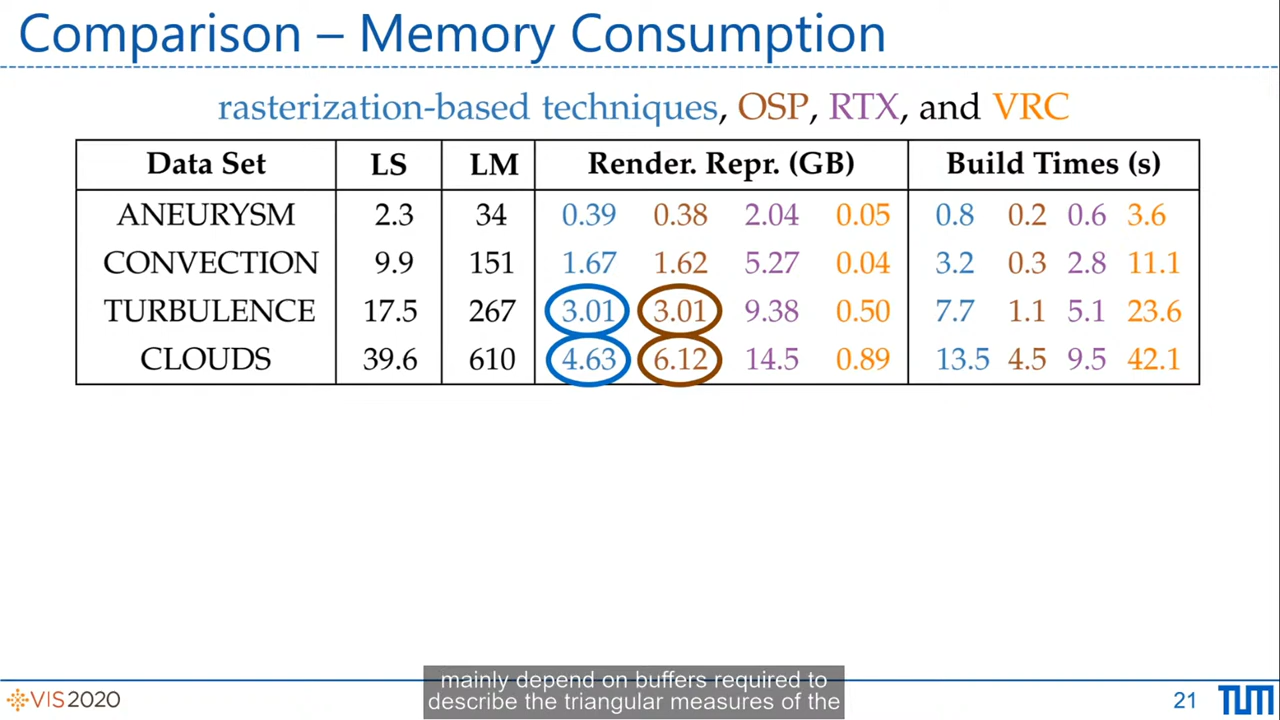 Comparison – Memory Consumption
rasterization-based techniques, OSP, RTX, and VRC
Data Set LS LM Render. Repr. (GB) Build Times (s)
ANEURYSM 2.3 34 0.39 0.38 2.04 0.05 0.8 0.2 0.6 3.6
CONVECTION 9.9 151 1.67 1.62 5.27 0.04 3.2 0.3 2.8 11.1
TURBULENCE 17.5 267 3.01 3.01 9.38 0.50 7.7 1.1 5.1 23.6
CLOUDS 39.6 610 4.63 6.12 14.5 0.89 13.5 4.5 9.5 42.1
mainly depend on buffers required to
describe the triangular measures of the
VIS2020 21 TUM